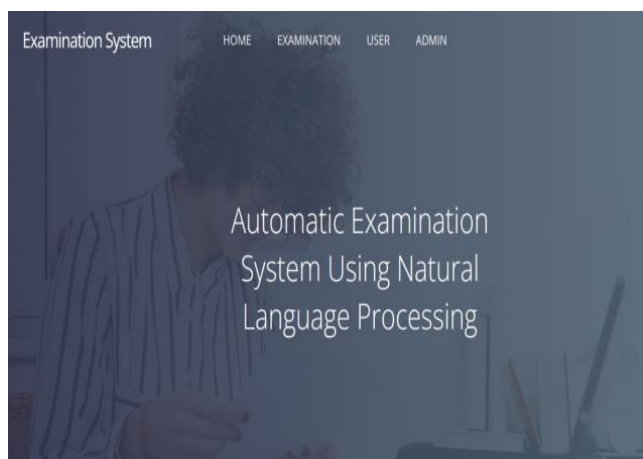 Examination System
HOME EXAMINATION USER ADMIN
Automatic Examination
System Using Natural
Language Processing